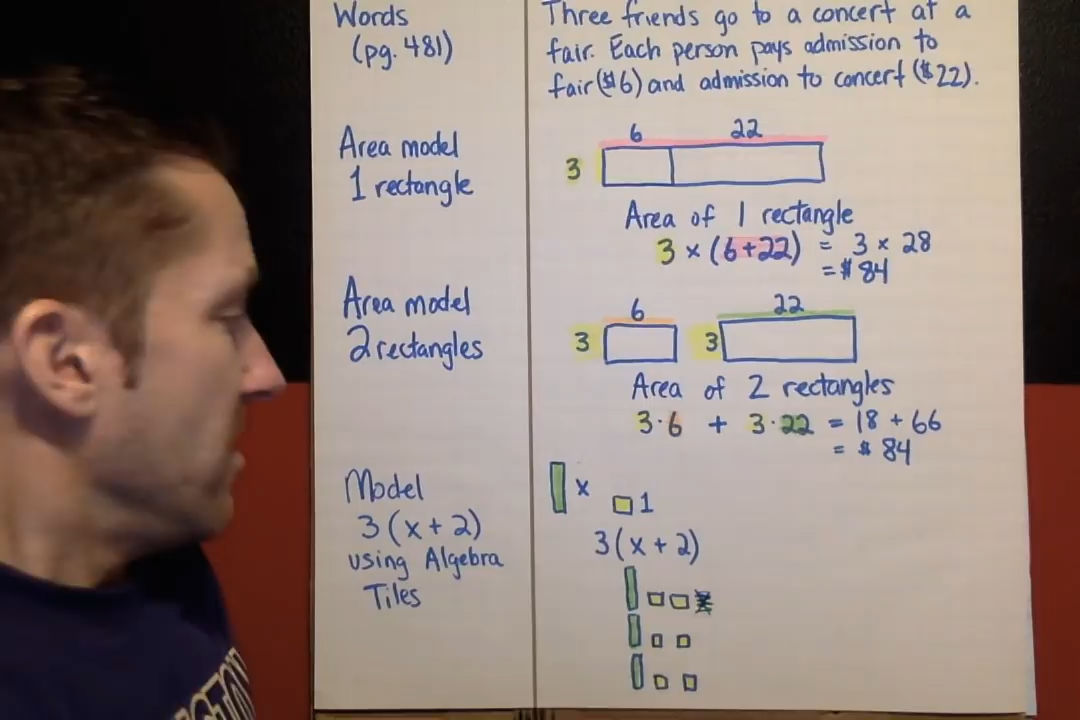 Words
(pg. 481)
Three friends go to a concert at a
fair. Each person pays admission to
fair ($6) and admission to concert ($22).
Area model
1 rectangle
6 22
3
Area of 1 rectangle
3 × (6+22) = 3 × 28
= $84
Area model
2 rectangles
6 22
3 3
Area of 2 rectangles
3·6 + 3·22 = 18 + 66
= $84
Model
3(x+2)
using Algebra
Tiles
x 1
3(x+2)